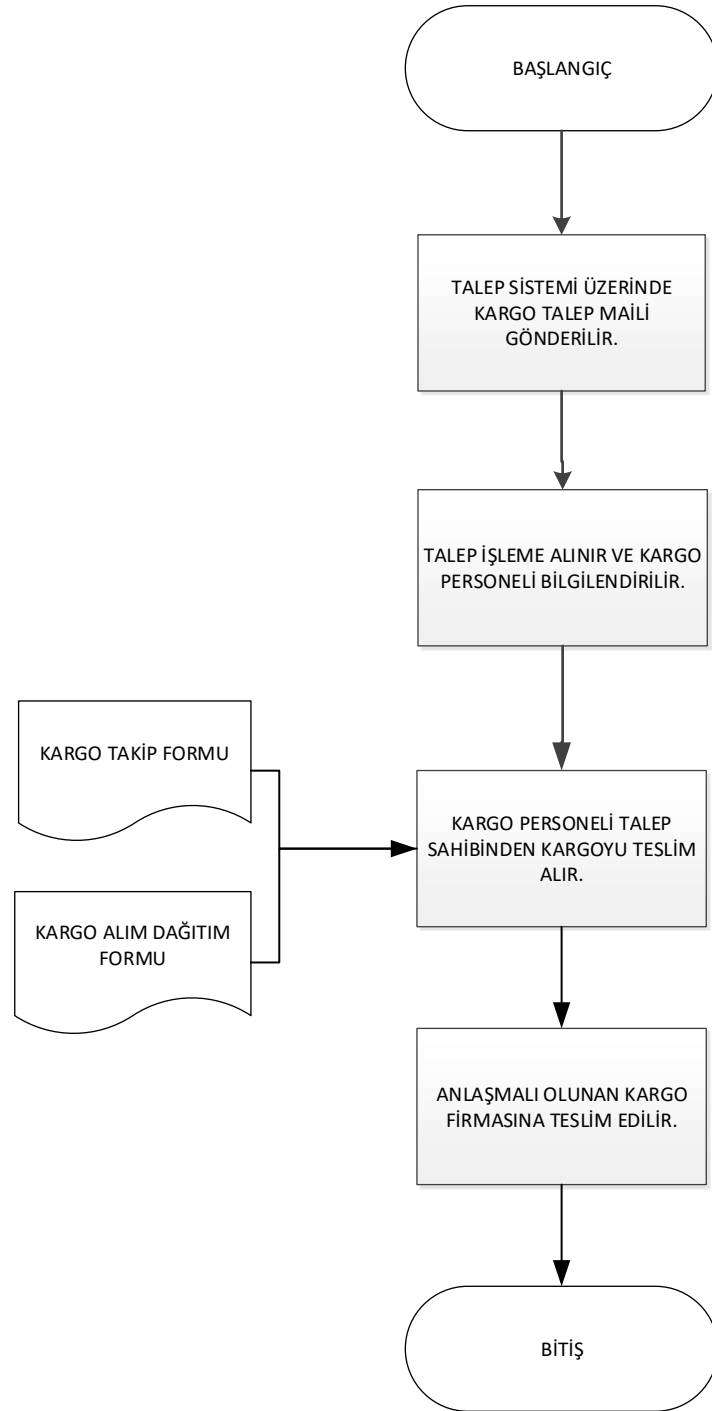 BAŞLANGIÇ
TALEP SİSTEMİ ÜZERİNDE
KARGO TALEP MAİLİ
GÖNDERİLİR.
TALEP İŞLEME ALINIR VE KARGO
PERSONELİ BİLGİLENDİRİLİR.
KARGO TAKİP FORMU
KARGO ALIM DAĞITIM
FORMU
KARGO PERSONELİ TALEP
SAHİBİNDEN KARGOYU TESLİM
ALIR.
ANLAŞMALI OLUNAN KARGO
FİRMASINA TESLİM EDİLİR.
BİTİŞ